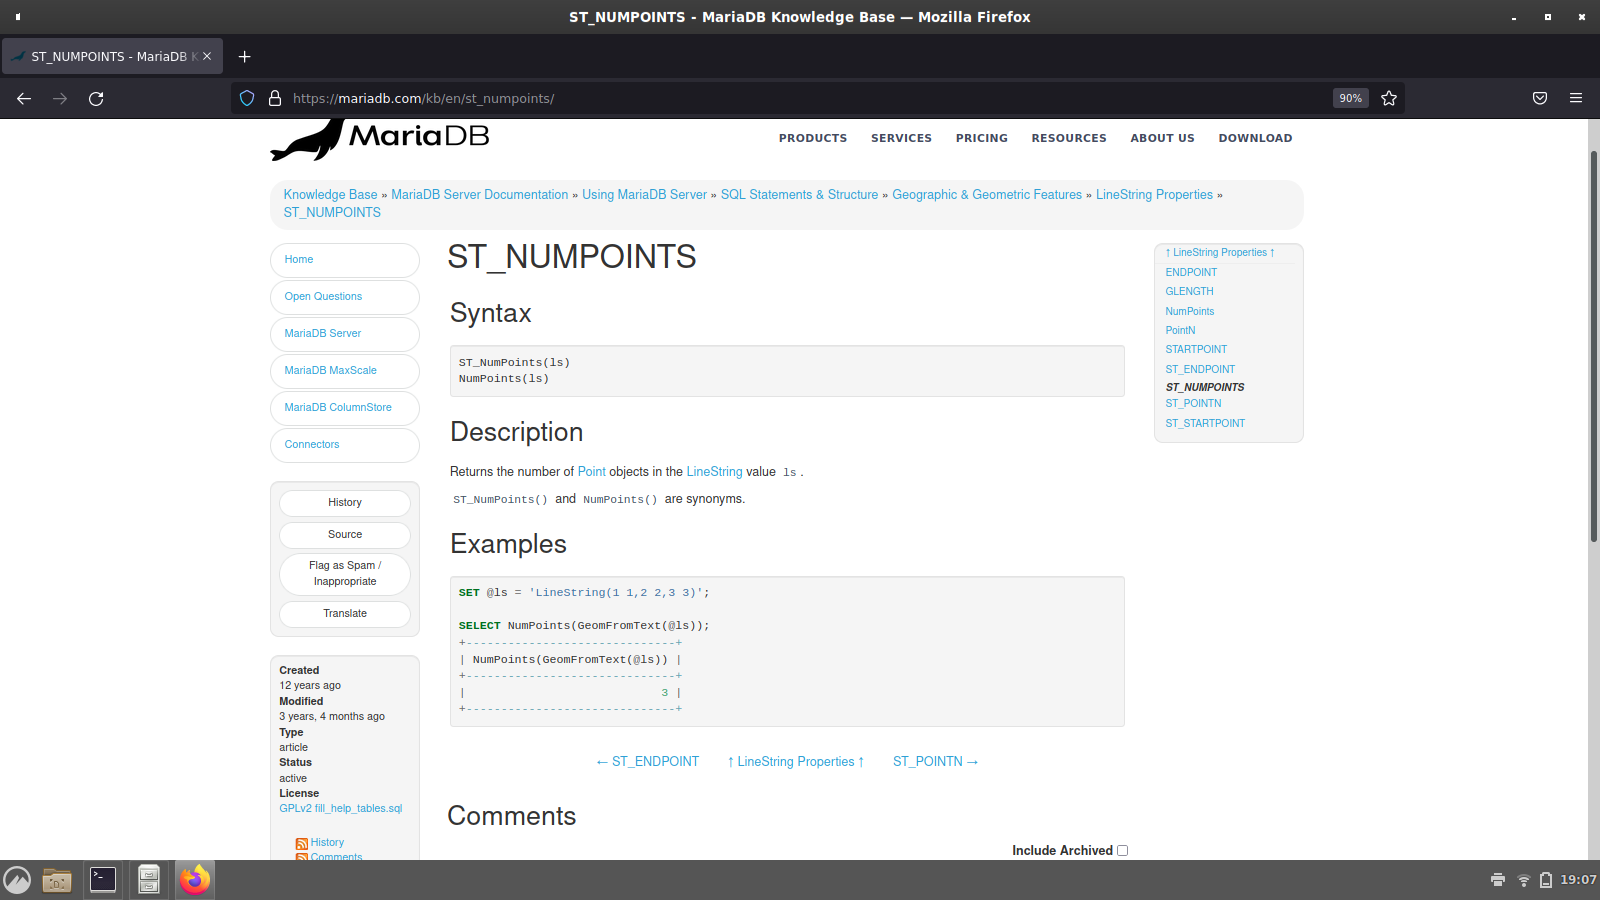 ST_NUMPOINTS - MariaDB Knowledge Base — Mozilla Firefox
ST_NUMPOINTS - MariaDB K
https://mariadb.com/kb/en/st_numpoints/
90%
MariaDB
PRODUCTS SERVICES PRICING RESOURCES ABOUT US DOWNLOAD
Knowledge Base » MariaDB Server Documentation » Using MariaDB Server » SQL Statements & Structure » Geographic & Geometric Features » LineString Properties »
ST_NUMPOINTS
Home
Open Questions
MariaDB Server
MariaDB MaxScale
MariaDB ColumnStore
Connectors
History
Source
Flag as Spam /
Inappropriate
Translate
Created
12 years ago
Modified
3 years, 4 months ago
Type
article
Status
active
License
GPLv2 fill_help_tables.sql
History
Comments
ST_NUMPOINTS
Syntax
ST_NumPoints(ls)
NumPoints(ls)
Description
Returns the number of Point objects in the LineString value ls .
ST_NumPoints() and NumPoints() are synonyms.
Examples
SET @ls = 'LineString(1 1,2 2,3 3)';
SELECT NumPoints(GeomFromText(@ls));
+------------------------------+
| NumPoints(GeomFromText(@ls)) |
+------------------------------+
|                            3 |
+------------------------------+
← ST_ENDPOINT ↑ LineString Properties ↑ ST_POINTN →
Comments
Include Archived
↑ LineString Properties ↑
ENDPOINT
GLENGTH
NumPoints
PointN
STARTPOINT
ST_ENDPOINT
ST_NUMPOINTS
ST_POINTN
ST_STARTPOINT
19:07